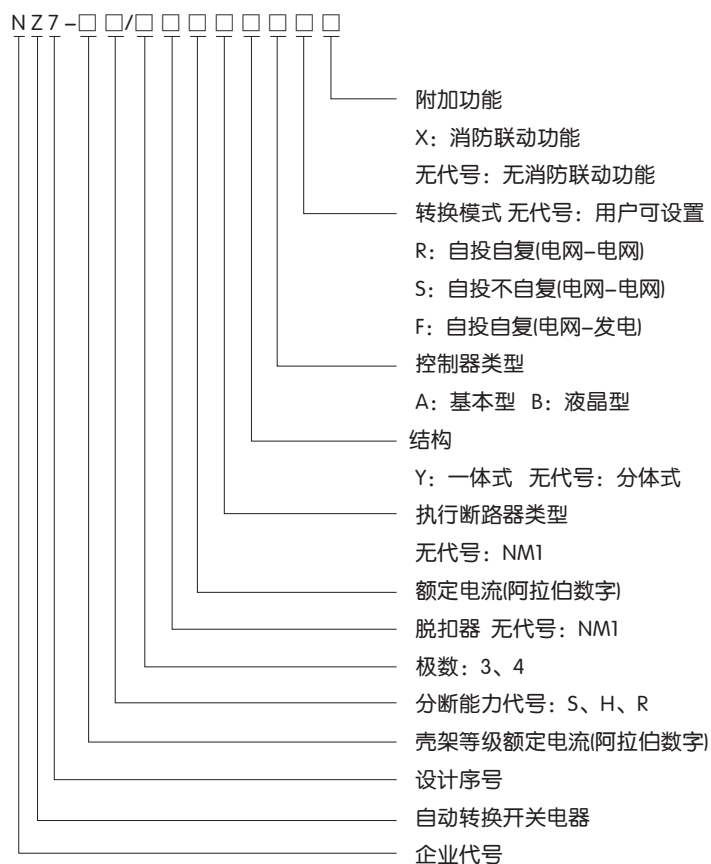 NZ7-□□/□□□□□□□□
附加功能
X：消防联动功能
无代号：无消防联动功能
转换模式 无代号：用户可设置
R：自投自复(电网-电网)
S：自投不自复(电网-电网)
F：自投自复(电网-发电)
控制器类型
A：基本型 B：液晶型
结构
Y：一体式 无代号：分体式
执行断路器类型
无代号：NM1
额定电流(阿拉伯数字)
脱扣器 无代号：NM1
极数：3、4
分断能力代号：S、H、R
壳架等级额定电流(阿拉伯数字)
设计序号
自动转换开关电器
企业代号